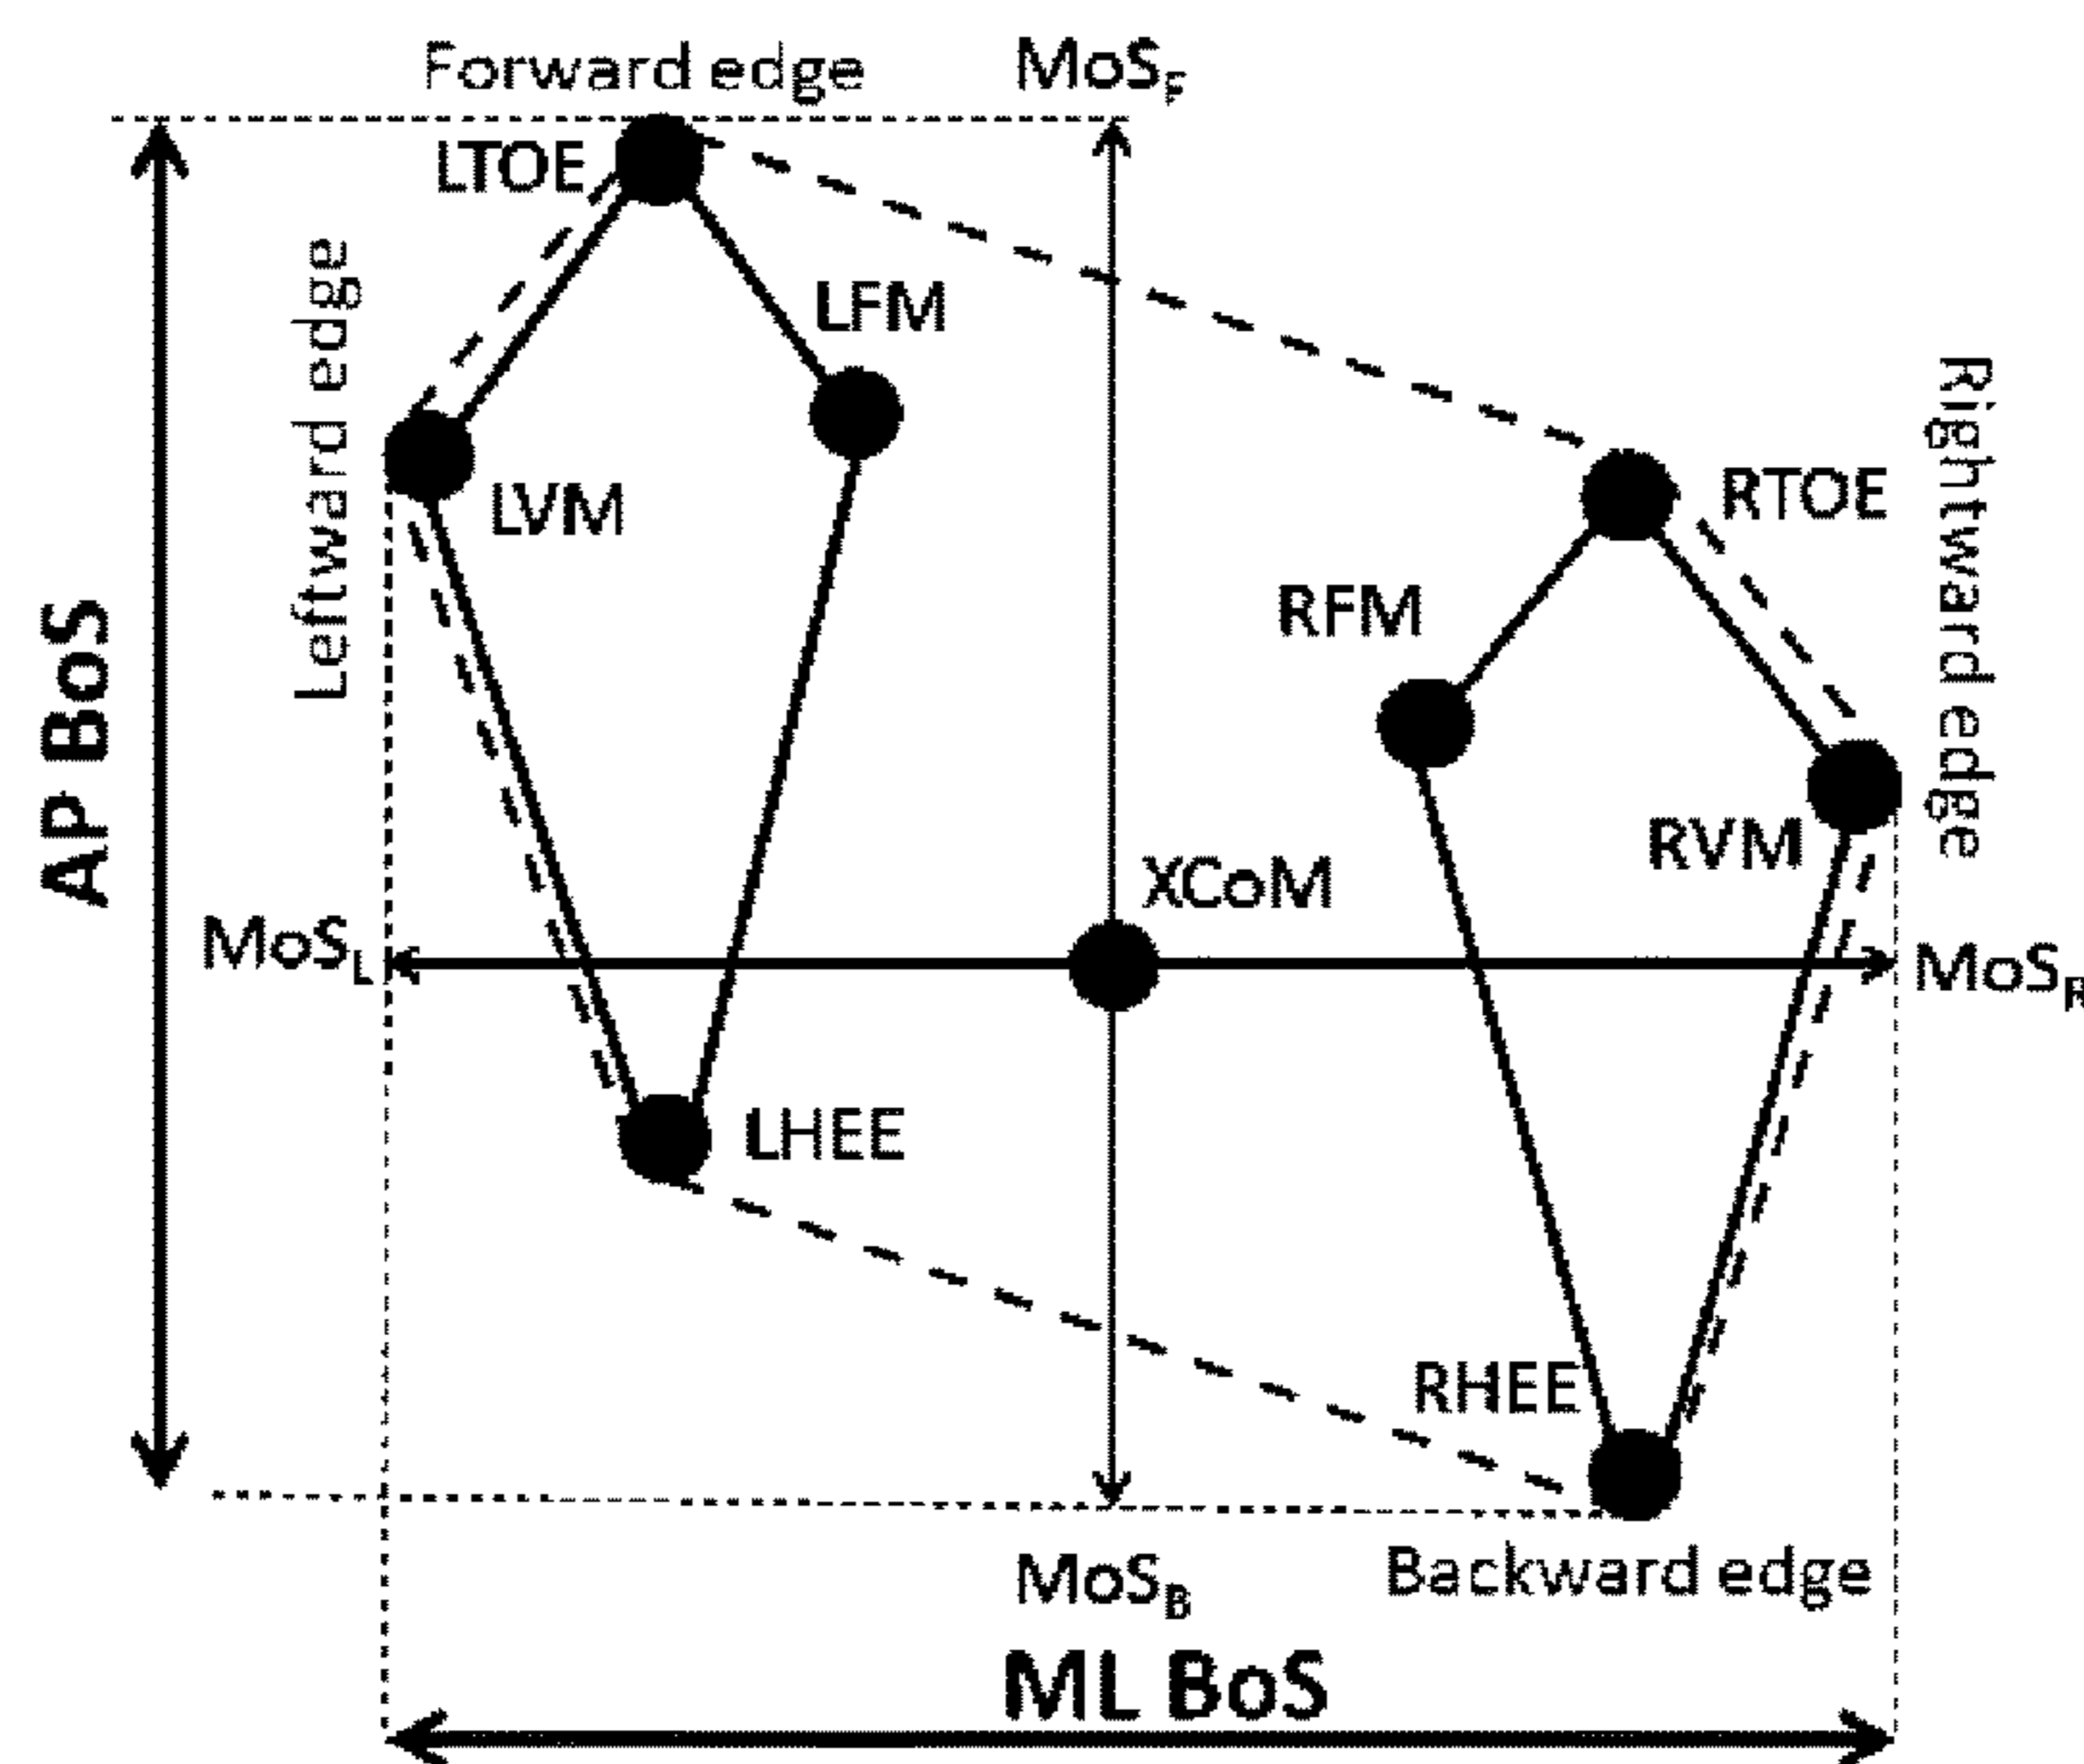 Forward edge
MoS_F
LTOE
LFM
Leftward edge
LVM
RTOE
Rightward edge
RFM
AP BoS
RVM
XCoM
MoS_L
MoS_R
LHEE
RHEE
MoS_B
Backward edge
ML BoS